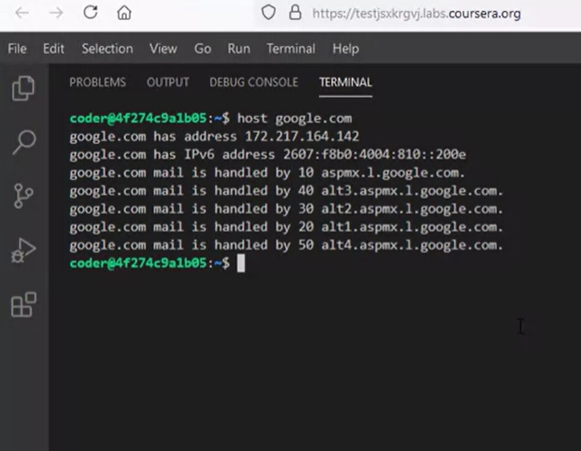 https://testjsxkrgvj.labs.coursera.org
File Edit Selection View Go Run Terminal Help
PROBLEMS OUTPUT DEBUG CONSOLE TERMINAL
coder@4f274c9a1b05:~$ host google.com
google.com has address 172.217.164.142
google.com has IPv6 address 2607:f8b0:4004:810::200e
google.com mail is handled by 10 aspmx.l.google.com.
google.com mail is handled by 40 alt3.aspmx.l.google.com.
google.com mail is handled by 30 alt2.aspmx.l.google.com.
google.com mail is handled by 20 alt1.aspmx.l.google.com.
google.com mail is handled by 50 alt4.aspmx.l.google.com.
coder@4f274c9a1b05:~$